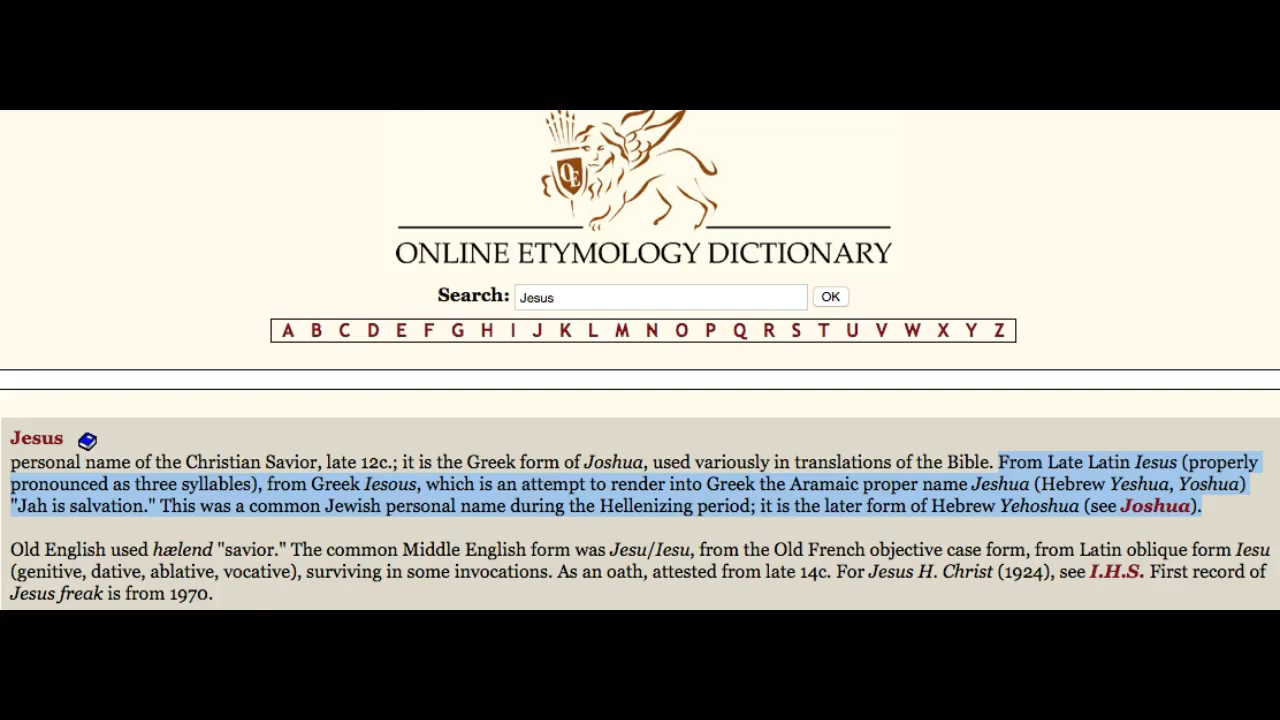 OE
ONLINE ETYMOLOGY DICTIONARY
Search: Jesus OK
A B C D E F G H I J K L M N O P Q R S T U V W X Y Z
Jesus
personal name of the Christian Savior, late 12c.; it is the Greek form of Joshua, used variously in translations of the Bible. From Late Latin Iesus (properly
pronounced as three syllables), from Greek Iesous, which is an attempt to render into Greek the Aramaic proper name Jeshua (Hebrew Yeshua, Yoshua)
"Jah is salvation." This was a common Jewish personal name during the Hellenizing period; it is the later form of Hebrew Yehoshua (see Joshua).
Old English used hælend "savior." The common Middle English form was Jesu/Iesu, from the Old French objective case form, from Latin oblique form Iesu
(genitive, dative, ablative, vocative), surviving in some invocations. As an oath, attested from late 14c. For Jesus H. Christ (1924), see I.H.S. First record of
Jesus freak is from 1970.